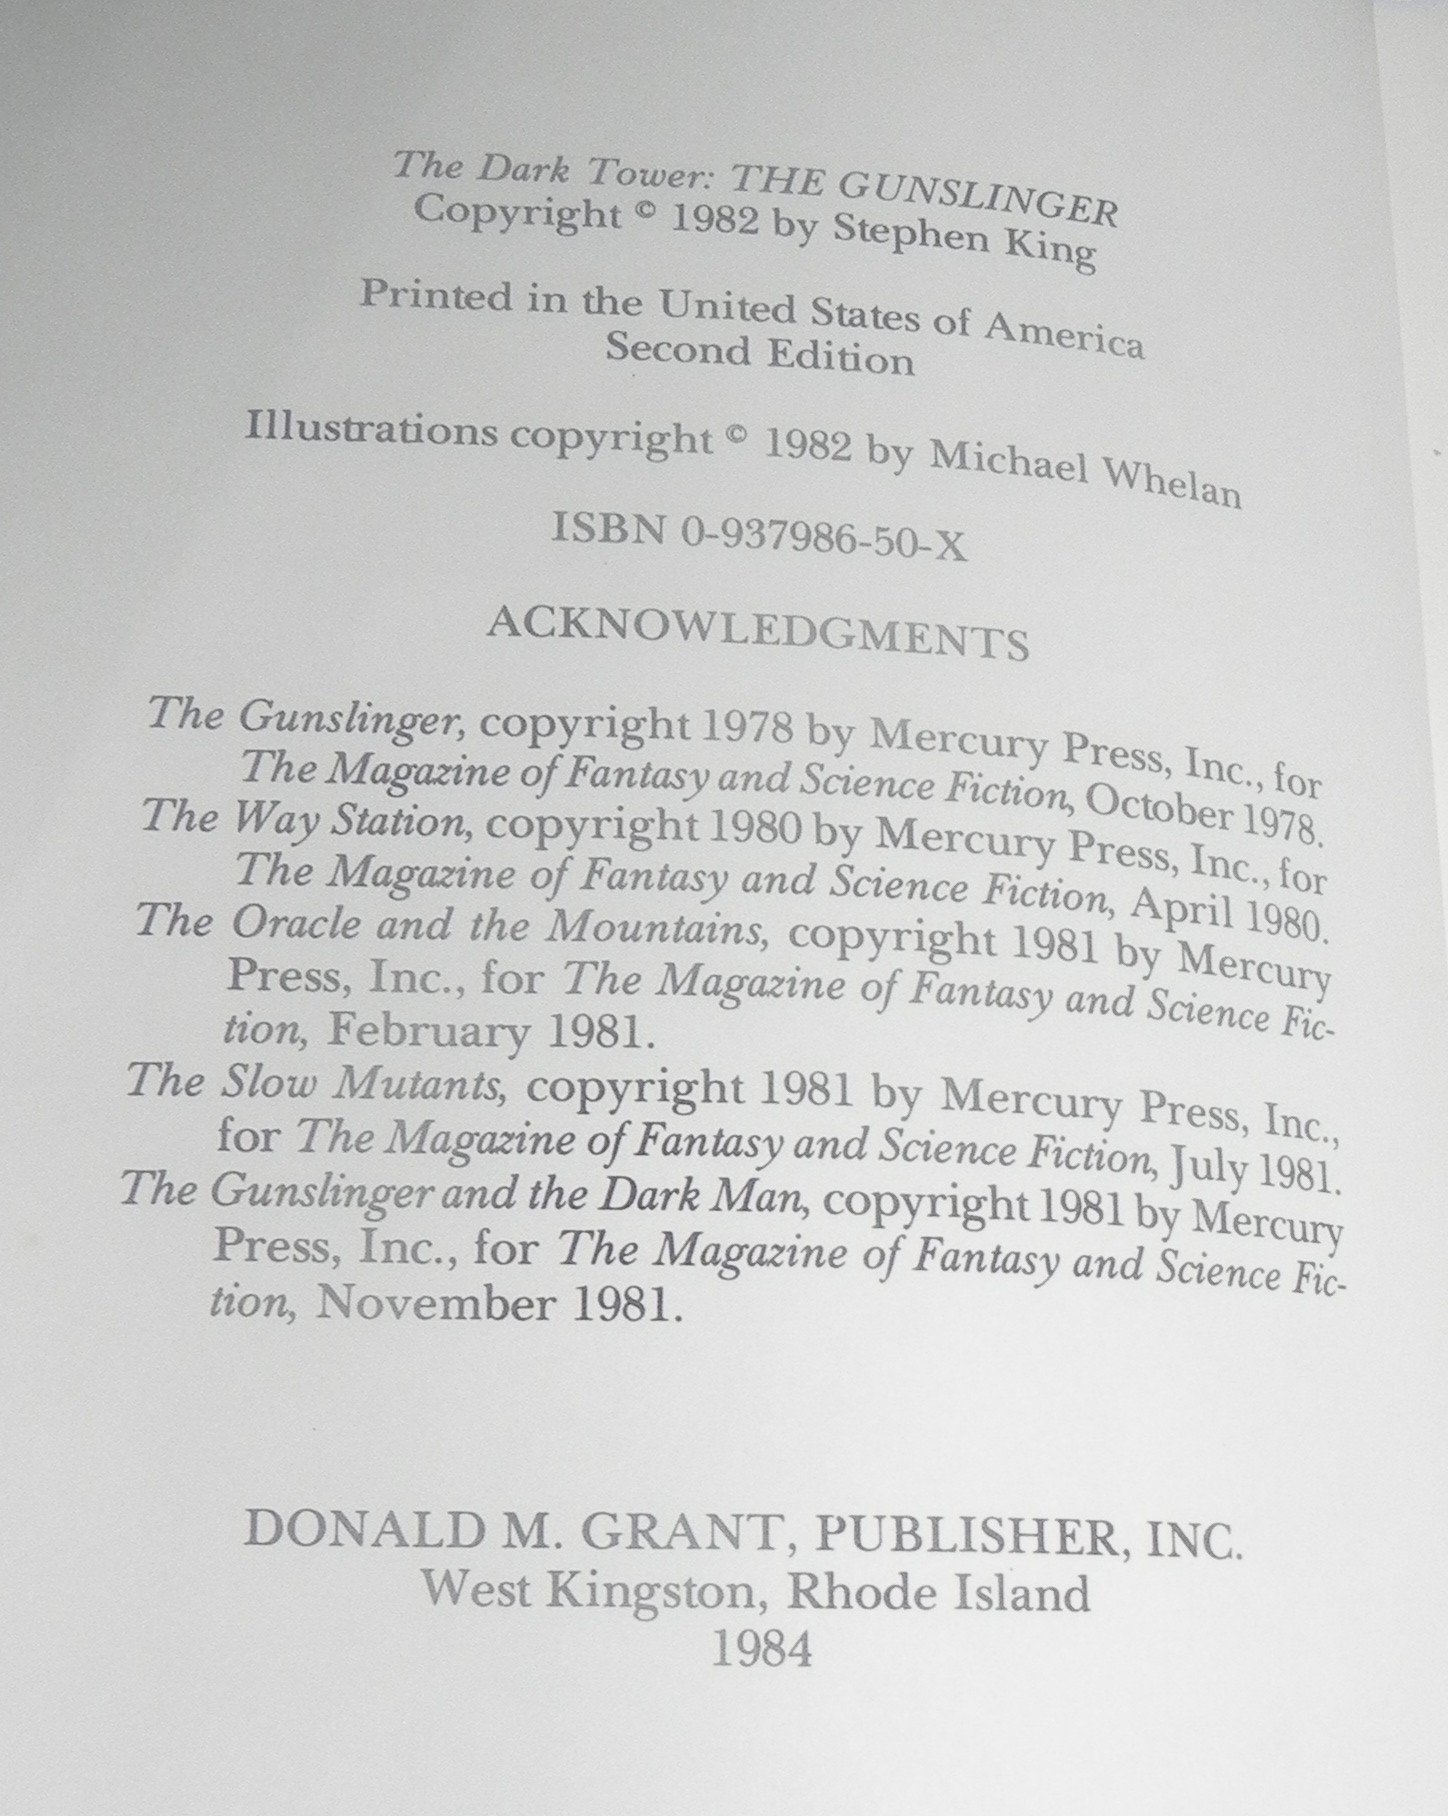 The Dark Tower: THE GUNSLINGER
Copyright © 1982 by Stephen King
Printed in the United States of America
Second Edition
Illustrations copyright © 1982 by Michael Whelan
ISBN 0-937986-50-X
ACKNOWLEDGMENTS
The Gunslinger, copyright 1978 by Mercury Press, Inc., for
The Magazine of Fantasy and Science Fiction, October 1978.
The Way Station, copyright 1980 by Mercury Press, Inc., for
The Magazine of Fantasy and Science Fiction, April 1980.
The Oracle and the Mountains, copyright 1981 by Mercury
Press, Inc., for The Magazine of Fantasy and Science Fic-
tion, February 1981.
The Slow Mutants, copyright 1981 by Mercury Press, Inc.,
for The Magazine of Fantasy and Science Fiction, July 1981.
The Gunslinger and the Dark Man, copyright 1981 by Mercury
Press, Inc., for The Magazine of Fantasy and Science Fic-
tion, November 1981.
DONALD M. GRANT, PUBLISHER, INC.
West Kingston, Rhode Island
1984